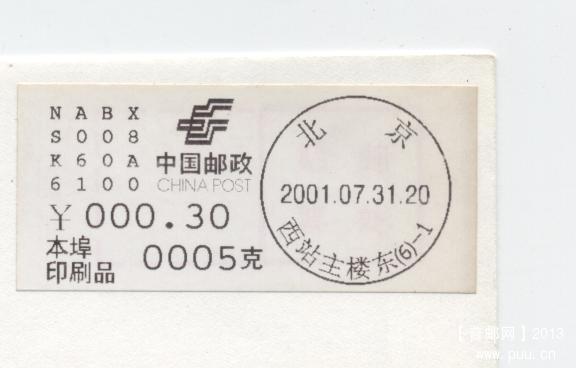 N A B X
S 0 0 8
K 6 0 A
6 1 0 0
中国邮政
CHINA POST
¥ 000.30
本埠
印刷品
0005克
北京
2001.07.31.20
西站主楼东(6)-1
【一音邮网】2013
www.puu.cn